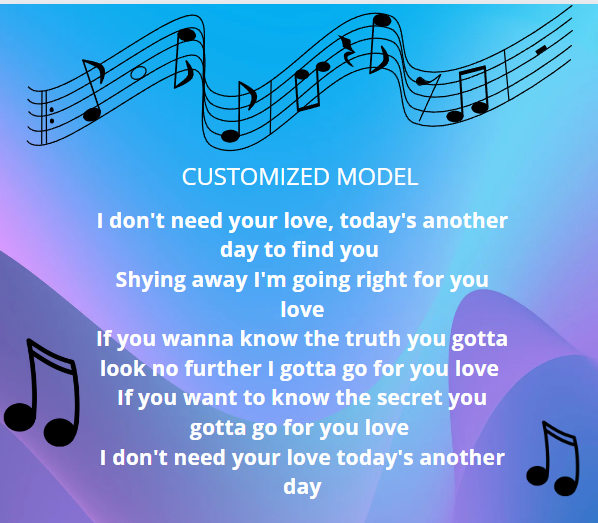 CUSTOMIZED MODEL
I don't need your love, today's another
day to find you
Shying away I'm going right for you
love
If you wanna know the truth you gotta
look no further I gotta go for you love
If you want to know the secret you
gotta go for you love
I don't need your love today's another
day